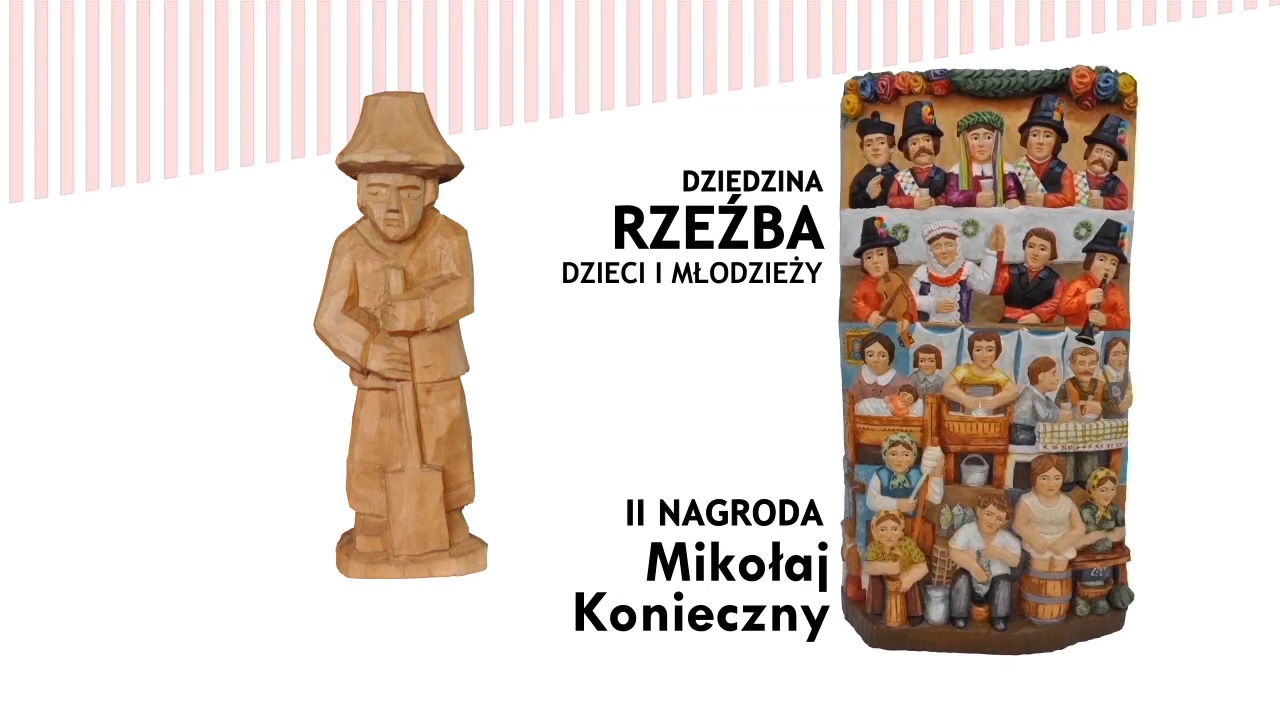 DZIEDZINA
RZEŹBA
DZIECI I MŁODZIEŻY
II NAGRODA
Mikołaj
Konieczny